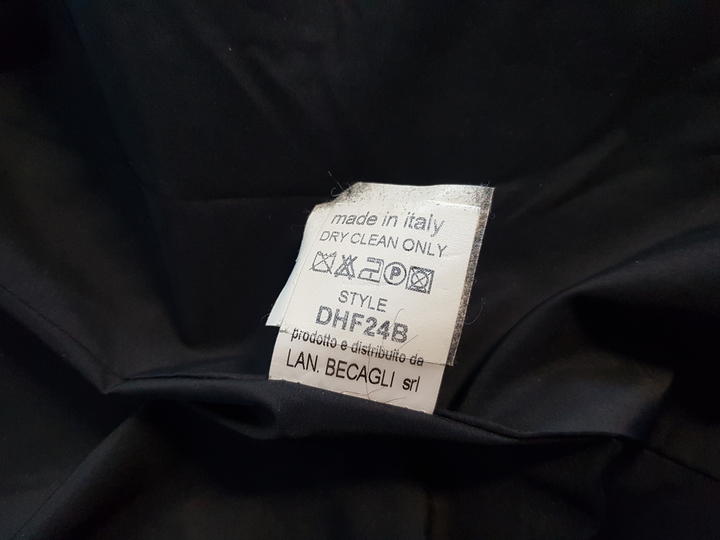 made in italy
DRY CLEAN ONLY
P
STYLE
DHF24B
prodotto e distribuito da
LAN. BECAGLI srl